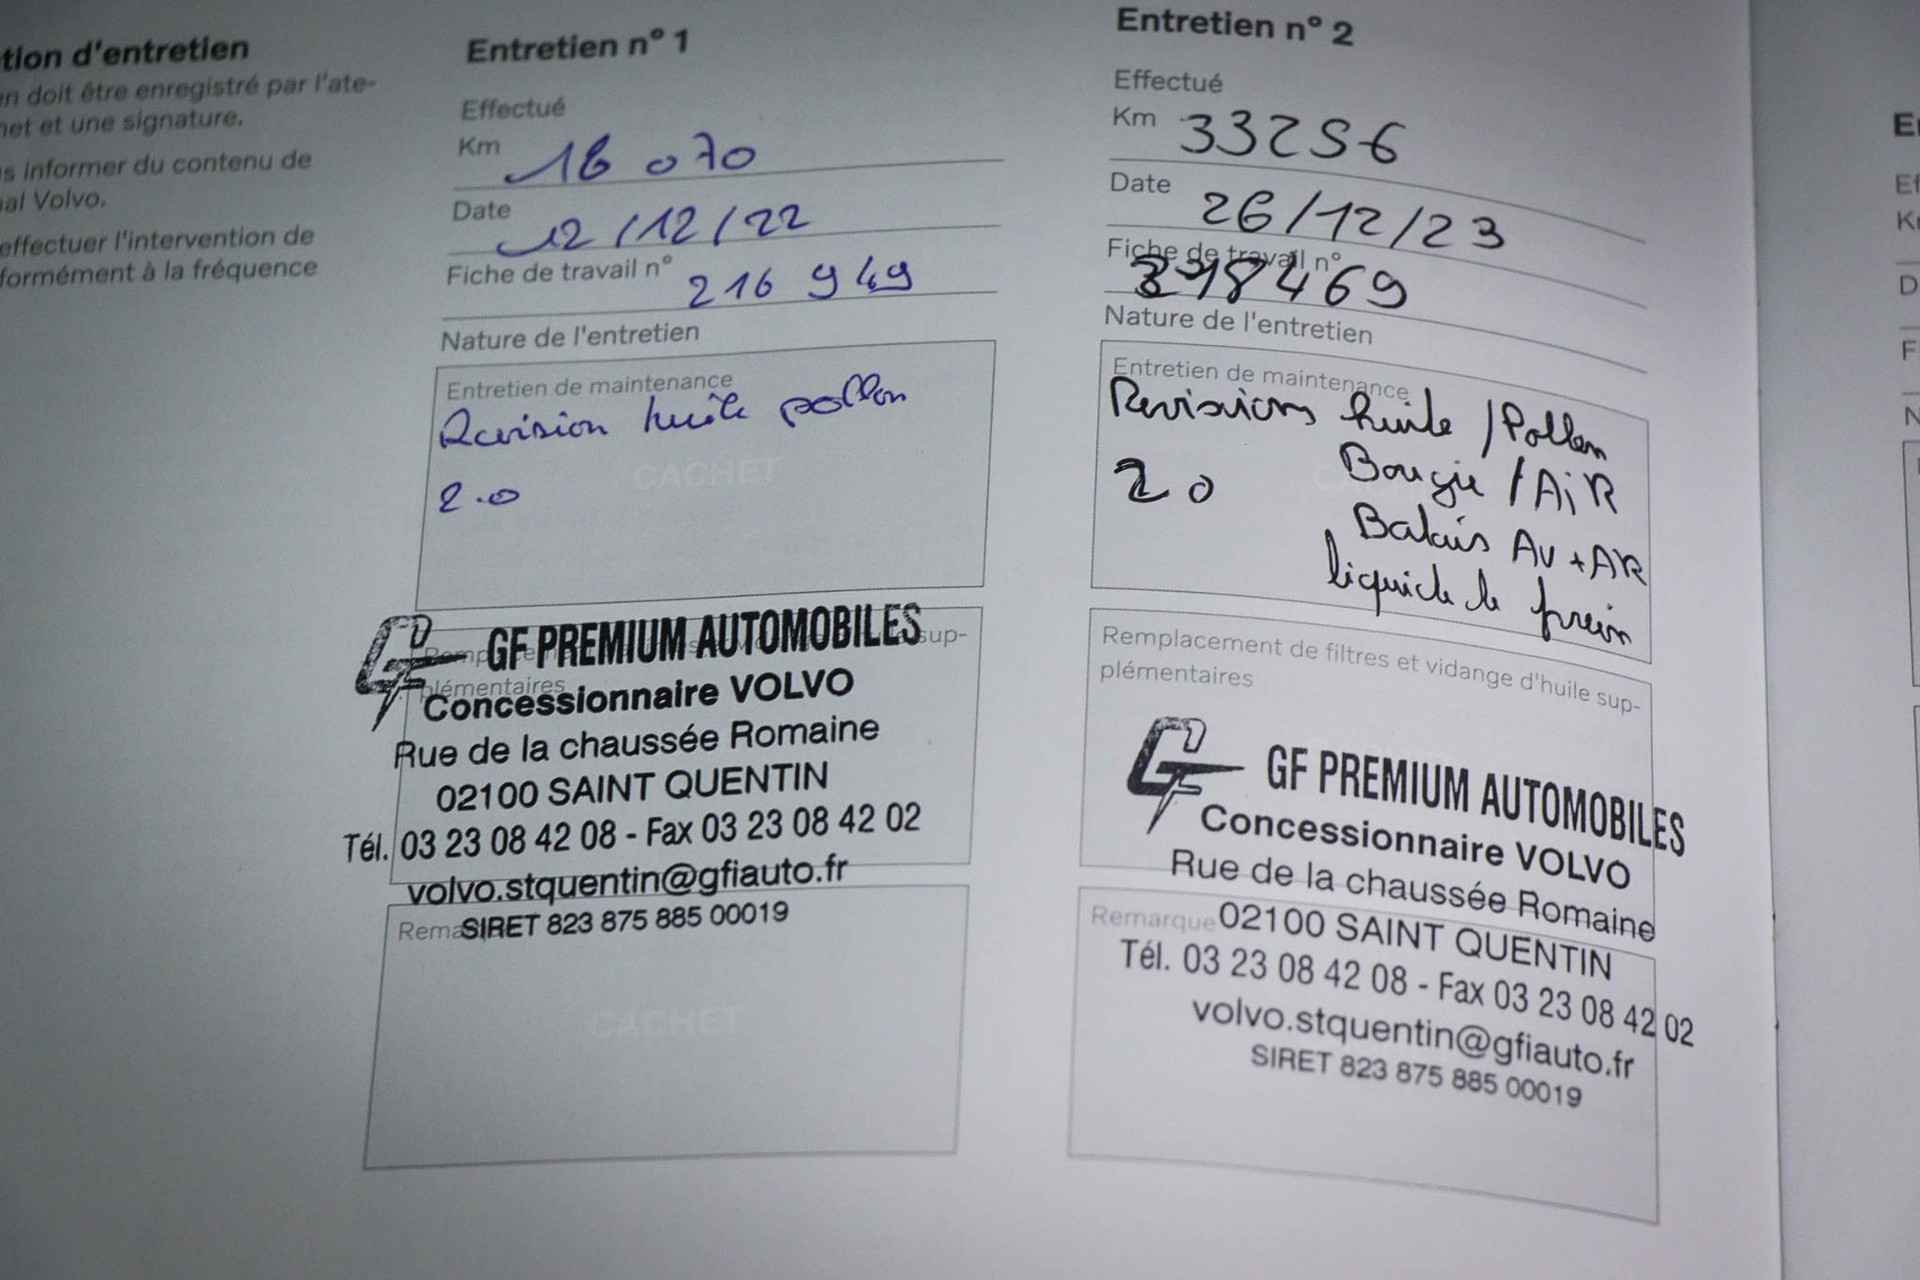 tion d'entretien
en doit être enregistré par l'ate-
het et une signature.
s informer du contenu de
al Volvo.
effectuer l'intervention de
formément à la fréquence
Entretien n° 1
Effectué
Km 16 070
Date 12/12/22
Fiche de travail n° 216 949
Nature de l'entretien
Entretien de maintenance
Revision huile pollen
2.0
CACHET
GF PREMIUM AUTOMOBILES
sup-
plémentaires
Concessionnaire VOLVO
Rue de la chaussée Romaine
02100 SAINT QUENTIN
Tél. 03 23 08 42 08 - Fax 03 23 08 42 02
volvo.stquentin@gfiauto.fr
SIRET 823 875 885 00019
CACHET
Entretien n° 2
Effectué
Km 33256
Date 26/12/23
Fiche de travail n°
Nature de l'entretien
Entretien de maintenance
Revisions huile / Pollen
20 Bougie / AiR
Balais AV + AR
liquide de frein
Remplacement de filtres et vidange d'huile sup-
plémentaires
GF PREMIUM AUTOMOBILES
Concessionnaire VOLVO
Rue de la chaussée Romaine
Remarque 02100 SAINT QUENTIN
Tél. 03 23 08 42 08 - Fax 03 23 08 42 02
volvo.stquentin@gfiauto.fr
SIRET 823 875 885 00019